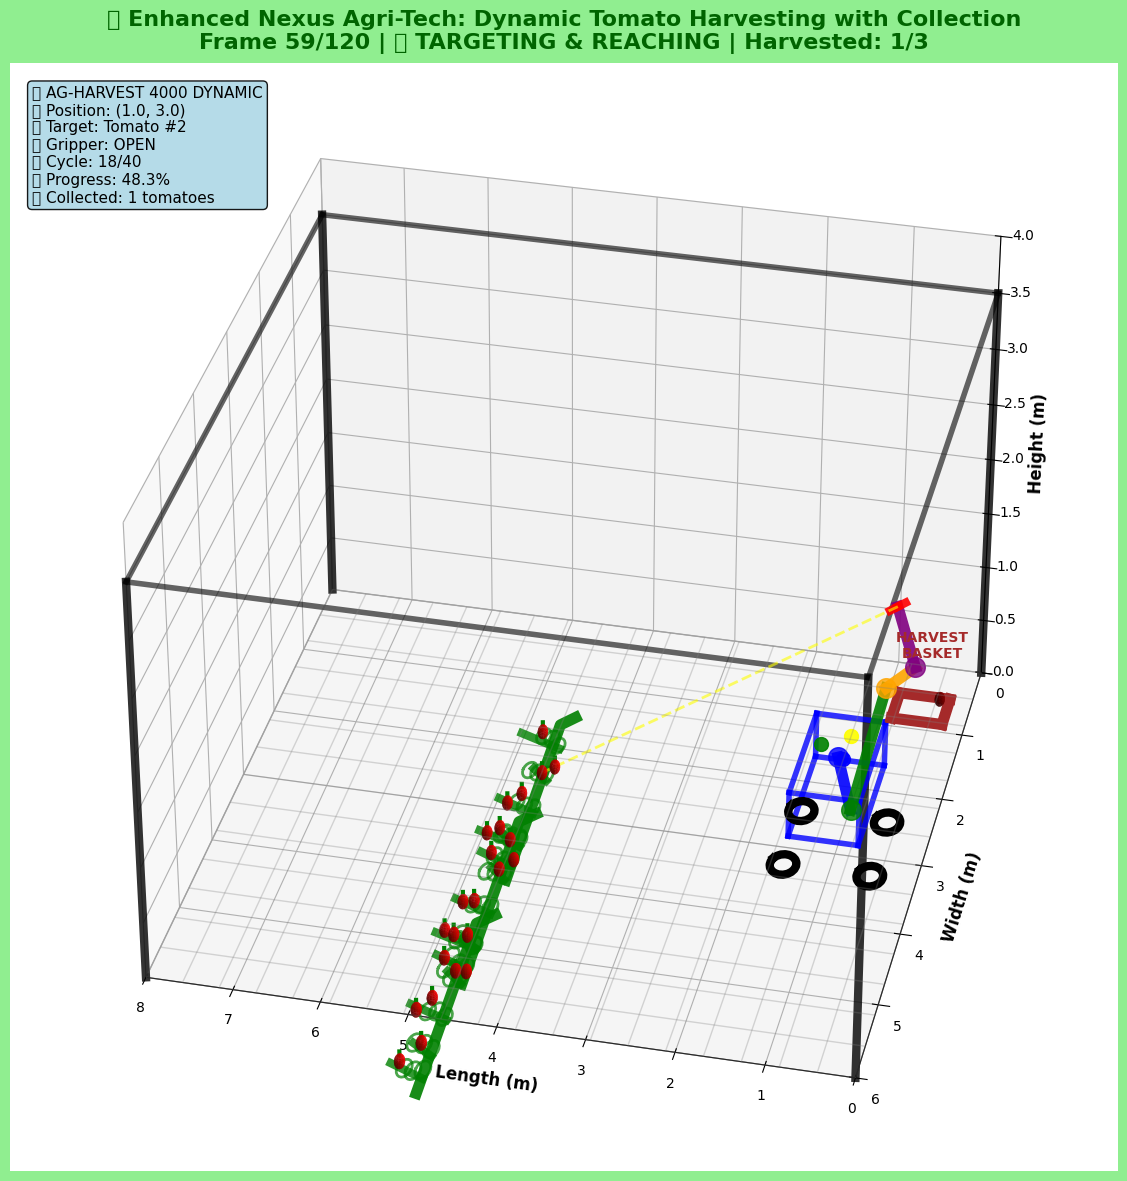 Enhanced Nexus Agri-Tech: Dynamic Tomato Harvesting with Collection
Frame 59/120 | TARGETING & REACHING | Harvested: 1/3
AG-HARVEST 4000 DYNAMIC
Position: (1.0, 3.0)
Target: Tomato #2
Gripper: OPEN
Cycle: 18/40
Progress: 48.3%
Collected: 1 tomatoes
4.0
3.5
3.0
2.5
2.0
1.5
1.0
0.5
0.0
Height (m)
HARVEST
BASKET
0
1
2
3
4
5
6
Width (m)
8
7
6
5
4
3
2
1
0
Length (m)